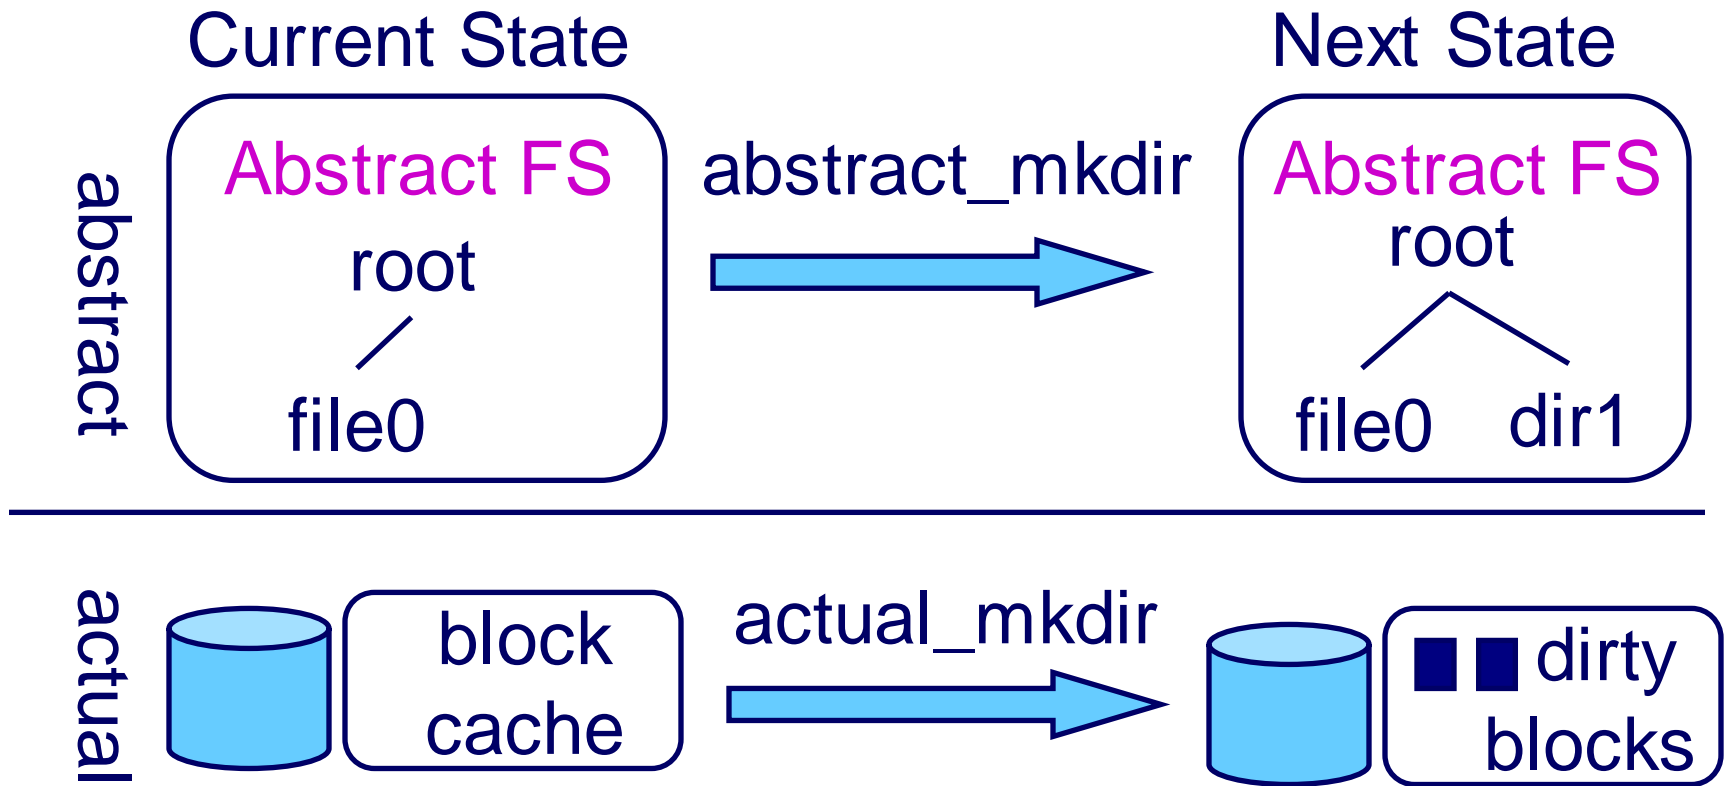 Current State
Next State
abstract
Abstract FS
root
file0
abstract_mkdir
Abstract FS
root
file0 dir1
actual
block
cache
actual_mkdir
dirty
blocks